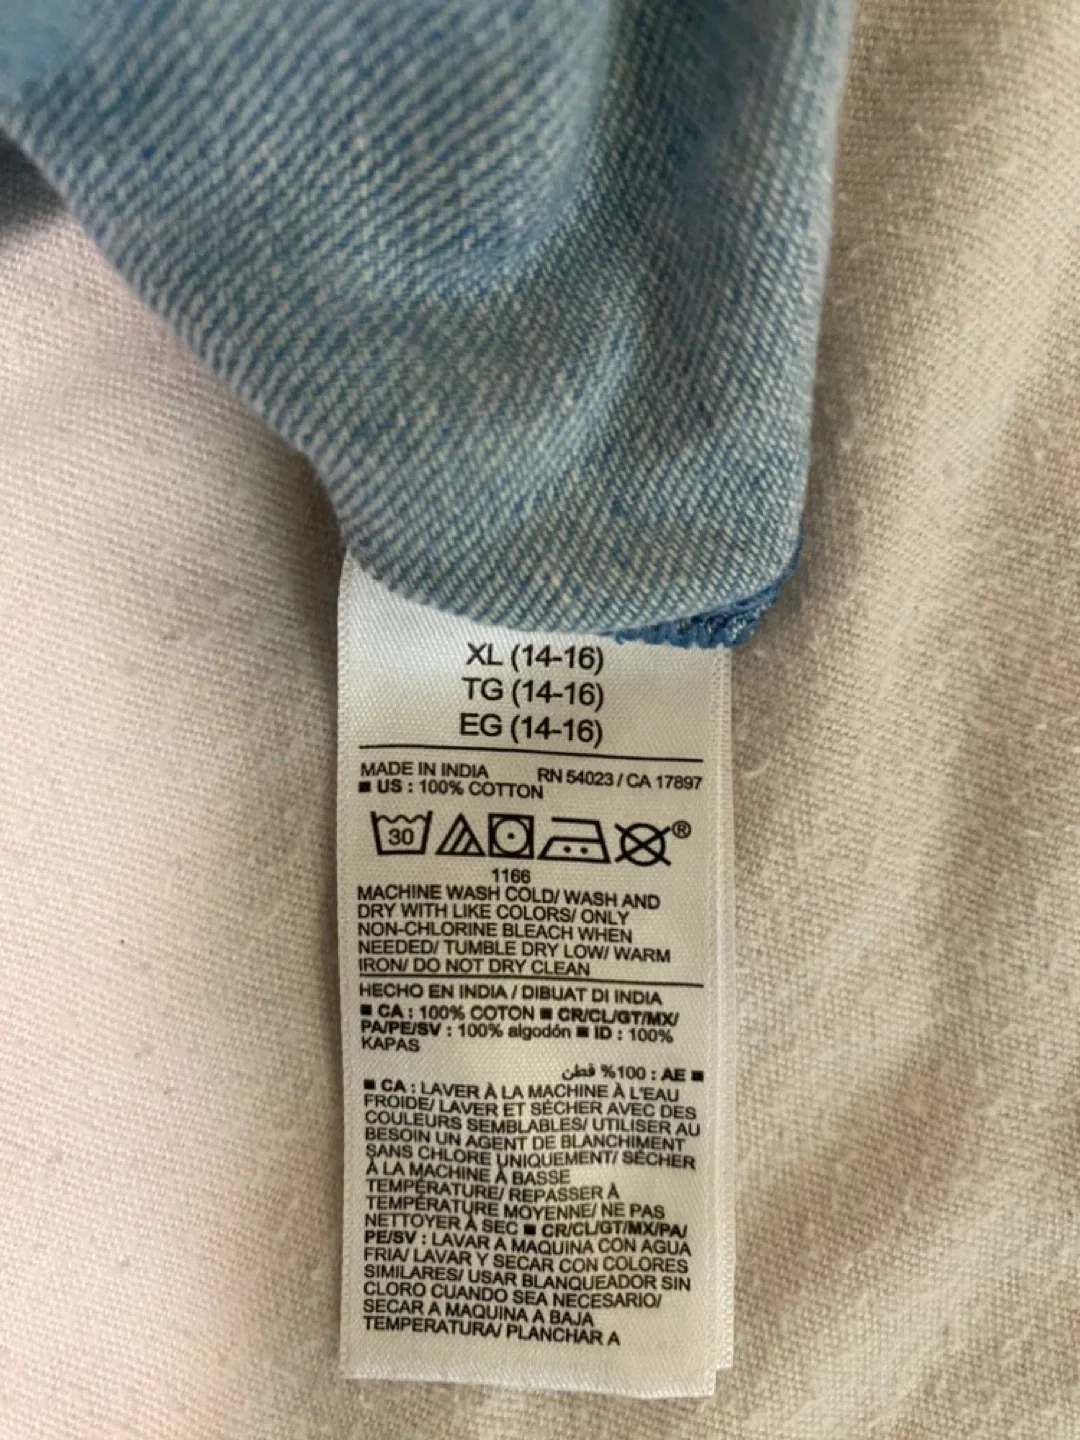 XL (14-16)
TG (14-16)
EG (14-16)
MADE IN INDIA RN 54023 / CA 17897
■ US : 100% COTTON
30 ®
1166
MACHINE WASH COLD/ WASH AND
DRY WITH LIKE COLORS/ ONLY
NON-CHLORINE BLEACH WHEN
NEEDED/ TUMBLE DRY LOW/ WARM
IRON/ DO NOT DRY CLEAN
HECHO EN INDIA / DIBUAT DI INDIA
■ CA : 100% COTON ■ CR/CL/GT/MX/
PA/PE/SV : 100% algodón ■ ID : 100%
KAPAS
■ AE : 100% قطن
■ CA : LAVER À LA MACHINE À L'EAU
FROIDE/ LAVER ET SÉCHER AVEC DES
COULEURS SEMBLABLES/ UTILISER AU
BESOIN UN AGENT DE BLANCHIMENT
SANS CHLORE UNIQUEMENT/ SÉCHER
À LA MACHINE À BASSE
TEMPÉRATURE/ REPASSER À
TEMPÉRATURE MOYENNE/ NE PAS
NETTOYER À SEC ■ CR/CL/GT/MX/PA/
PE/SV : LAVAR A MAQUINA CON AGUA
FRIA/ LAVAR Y SECAR CON COLORES
SIMILARES/ USAR BLANQUEADOR SIN
CLORO CUANDO SEA NECESARIO/
SECAR A MAQUINA A BAJA
TEMPERATURA/ PLANCHAR A